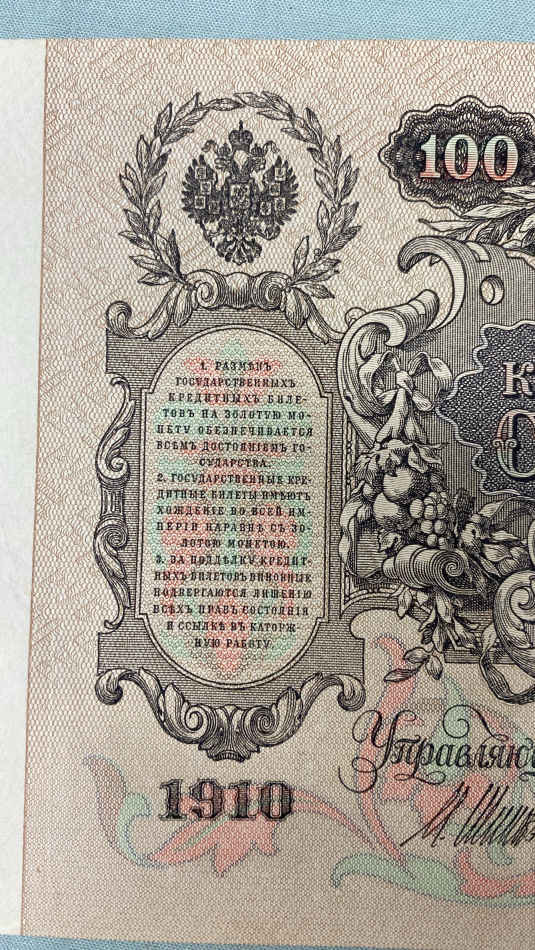 100
1. РАЗМѢНЪ
ГОСУДАРСТВЕННЫХЪ
КРЕДИТНЫХЪ БИЛЕ-
ТОВЪ НА ЗОЛОТУЮ МО-
НЕТУ ОБЕЗПЕЧИВАЕТСЯ
ВСѢМЪ ДОСТОЯНІЕМЪ ГО-
СУДАРСТВА.
2. ГОСУДАРСТВЕННЫЕ КРЕ-
ДИТНЫЕ БИЛЕТЫ ИМѢЮТЪ
ХОЖДЕНІЕ ВО ВСЕЙ ИМ-
ПЕРІИ НАРАВНѢ СЪ ЗО-
ЛОТОЮ МОНЕТОЮ.
3. ЗА ПОДДѢЛКУ КРЕДИТ-
НЫХЪ БИЛЕТОВЪ ВИНОВНЫЕ
ПОДВЕРГАЮТСЯ ЛИШЕНІЮ
ВСѢХЪ ПРАВЪ СОСТОЯНІЯ
И ССЫЛКѢ ВЪ КАТОРЖ-
НУЮ РАБОТУ.
К
С
Управляю
1910